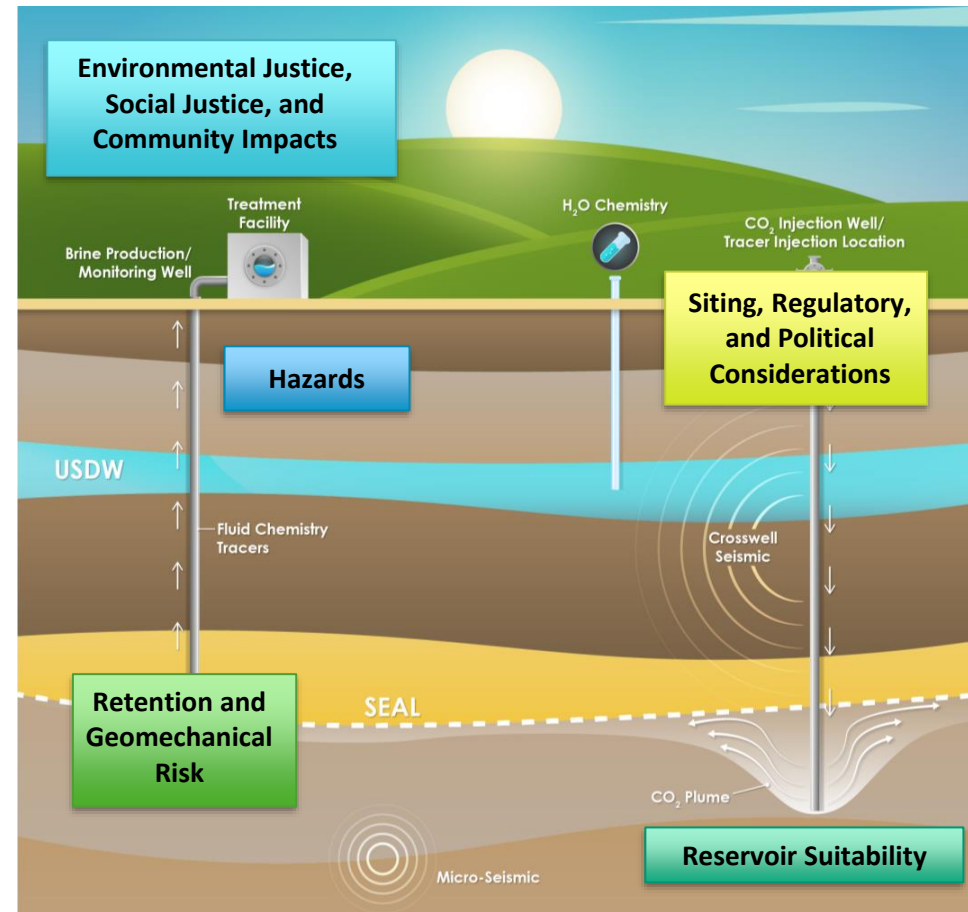 Environmental Justice,
Social Justice, and
Community Impacts
Treatment
Facility
H₂O Chemistry
CO₂ Injection Well/
Tracer Injection Location
Brine Production/
Monitoring Well
Siting, Regulatory,
and Political
Considerations
Hazards
USDW
Fluid Chemistry
Tracers
Crosswell
Seismic
Retention and
Geomechanical
Risk
SEAL
CO₂ Plume
Reservoir Suitability
Micro-Seismic